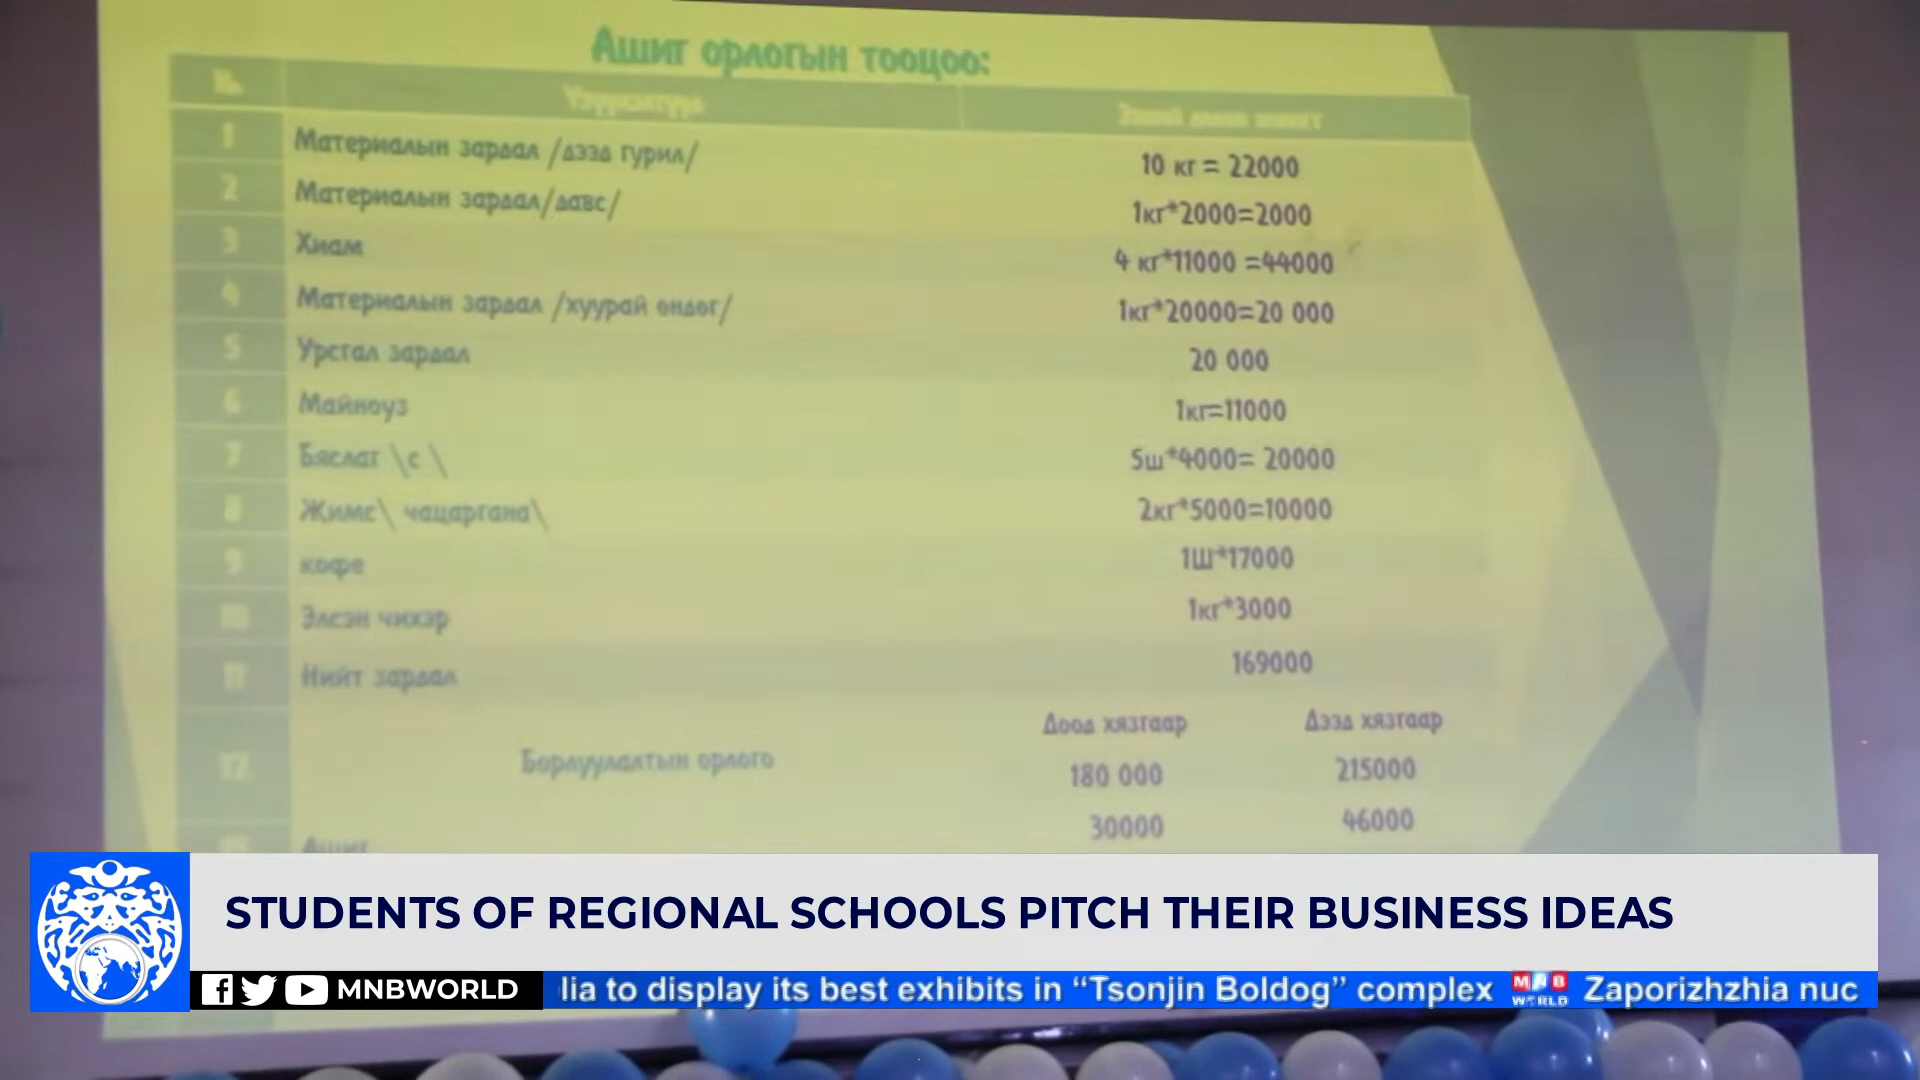 Ашиг орлогын тооцоо:
№ Үзүүлэлтүүд
1 Материалын зардал /дээд гурил/ 10 кг = 22000
2 Материалын зардал/давс/ 1кг*2000=2000
3 Хиам 4 кг*11000 =44000
4 Материалын зардал /хуурай өндөг/ 1кг*20000=20 000
5 Урсгал зардал 20 000
6 Майноуз 1кг=11000
7 Бяслаг \с \ 5ш*4000= 20000
8 Жимс\ чацаргана\ 2кг*5000=10000
9 кофе 1Ш*17000
10 Элсэн чихэр 1кг*3000
11 Нийт зардал 169000
Доод хязгаар Дээд хязгаар
12 Борлуулалтын орлого 180 000 215000
Ашиг 30000 46000
STUDENTS OF REGIONAL SCHOOLS PITCH THEIR BUSINESS IDEAS
MNBWORLD lia to display its best exhibits in “Tsonjin Boldog” complex MNB WORLD Zaporizhzhia nuc